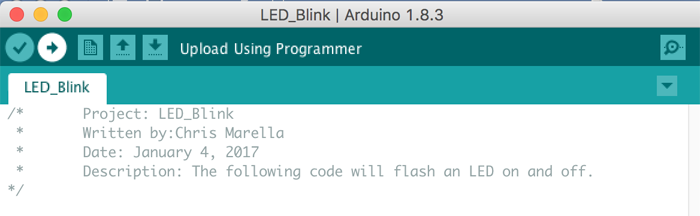 LED_Blink | Arduino 1.8.3
Upload Using Programmer
LED_Blink
/* Project: LED_Blink
* Written by:Chris Marella
* Date: January 4, 2017
* Description: The following code will flash an LED on and off.
*/